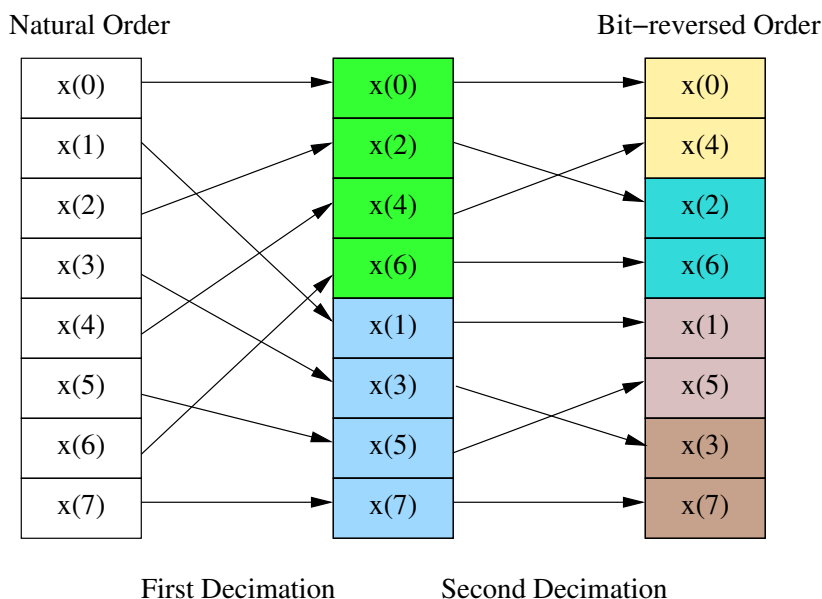 Natural Order
Bit−reversed Order
x(0) x(0) x(0)
x(1) x(2) x(4)
x(2) x(4) x(2)
x(3) x(6) x(6)
x(4) x(1) x(1)
x(5) x(3) x(5)
x(6) x(5) x(3)
x(7) x(7) x(7)
First Decimation
Second Decimation